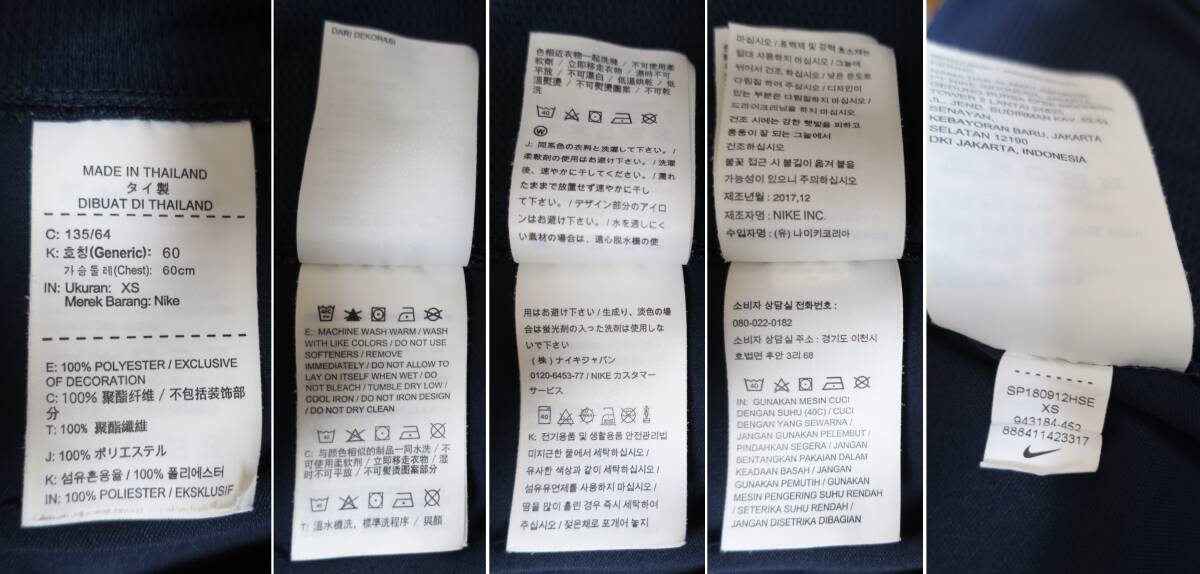 MADE IN THAILAND
タイ製
DIBUAT DI THAILAND
C: 135/64
K: 호칭(Generic): 60
가슴둘레(Chest): 60cm
IN: Ukuran: XS
Merek Barang: Nike
E: 100% POLYESTER / EXCLUSIVE
OF DECORATION
C: 100% 聚酯纤维 / 不包括装饰部
分
T: 100% 聚酯纖維
J: 100% ポリエステル
K: 섬유혼용율 / 100% 폴리에스터
IN: 100% POLIESTER / EKSKLUSIF
DARI DEKORASI
E: MACHINE WASH WARM / WASH
WITH LIKE COLORS / DO NOT USE
SOFTENERS / REMOVE
IMMEDIATELY / DO NOT ALLOW TO
LAY ON ITSELF WHEN WET / DO
NOT BLEACH / TUMBLE DRY LOW /
COOL IRON / DO NOT IRON DESIGN
/ DO NOT DRY CLEAN
40
C: 与颜色相似的制品一同水洗 / 不
可使用柔软剂 / 立即移走衣物 / 湿
时不可平放 / 不可熨烫图案部分
40
T: 溫水機洗，標準洗程序 / 與顏
色相近衣物一起洗滌 / 不可使用柔
軟劑 / 立即移走衣物 / 濕時不可
平放 / 不可漂白 / 低溫烘乾 / 低
溫熨燙 / 不可熨燙圖案 / 不可乾
洗
40
W
J: 同系色の衣料と洗濯して下さい。/
柔軟剤の使用はお避け下さい。/ 洗濯
後、速やかに干してください。/ 濡れ
たままで放置せず速やかに干し
て下さい。/ デザイン部分のアイロ
ンはお避け下さい。/ 水を通しにく
い素材の場合は、遠心脱水機の使
用はお避け下さい / 生成り、淡色の場
合は蛍光剤の入った洗剤は使用しな
いで下さい
(株) ナイキジャパン
0120-6453-77 / NIKE カスタマー
サービス
40
K: 전기용품 및 생활용품 안전관리법
미지근한 물에서 세탁하십시오 /
유사한 색상과 같이 세탁하십시오 /
섬유유연제를 사용하지 마십시오 /
땀을 많이 흘린 경우 즉시 세탁하여
주십시오 / 젖은채로 포개어 놓지
마십시오 / 표백제 및 강력 효소제는
절대 사용하지 마십시오 / 그늘에
뉘어서 건조 하십시오 / 낮은 온도로
다림질 하여 주십시오 / 디자인이
있는 부분은 다림질하지 마십시오 /
드라이크리닝을 하지 마십시오
건조 시에는 강한 햇빛을 피하고
통풍이 잘 되는 그늘에서
건조하십시오
불꽃 접근 시 불길이 옮겨 붙을
가능성이 있으니 주의하십시오
제조년월 : 2017,12
제조자명 : NIKE INC.
수입자명 : (유) 나이키코리아
소비자 상담실 전화번호 :
080-022-0182
소비자 상담실 주소 : 경기도 이천시
호법면 후안 3리 68
40
IN: GUNAKAN MESIN CUCI
DENGAN SUHU (40C) / CUCI
DENGAN YANG SEWARNA /
JANGAN GUNAKAN PELEMBUT /
PINDAHKAN SEGERA / JANGAN
BENTANGKAN PAKAIAN DALAM
KEADAAN BASAH / JANGAN
GUNAKAN PEMUTIH / GUNAKAN
MESIN PENGERING SUHU RENDAH
/ SETERIKA SUHU RENDAH /
JANGAN DISETRIKA DIBAGIAN
TOWER 2 LANTAI
JL. JEND. SUDIRMAN KAV. 52-53,
SENAYAN,
KEBAYORAN BARU, JAKARTA
SELATAN 12190
DKI JAKARTA, INDONESIA
SP180912HSE
XS
943184-452
888411423317